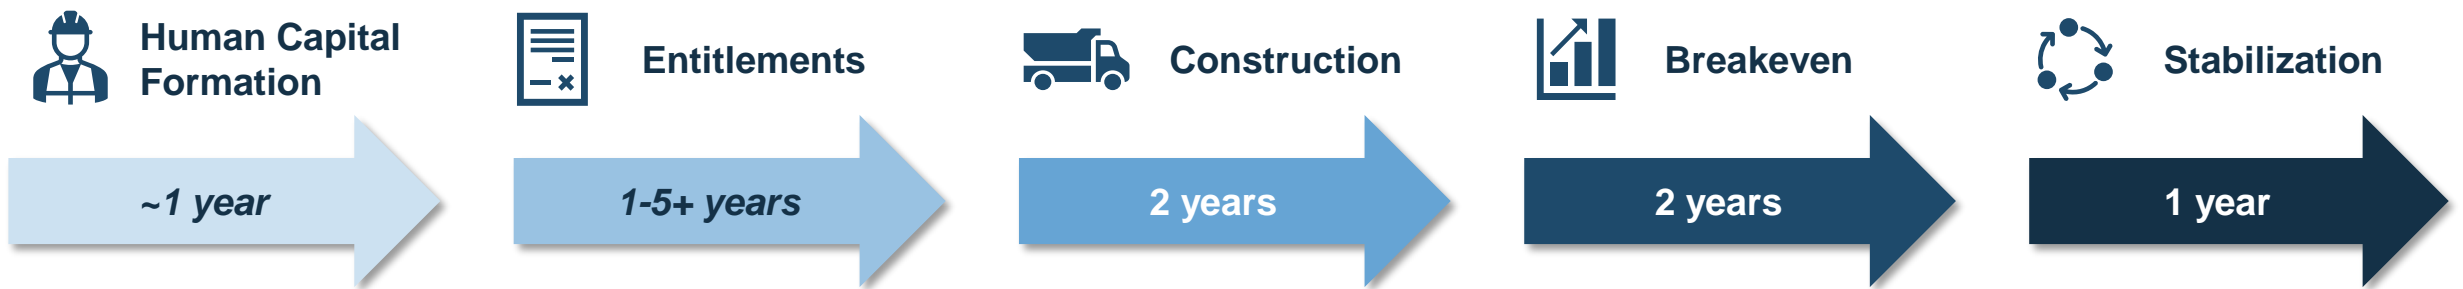 Human Capital
Formation
Entitlements
Construction
Breakeven
Stabilization
~1 year
1-5+ years
2 years
2 years
1 year